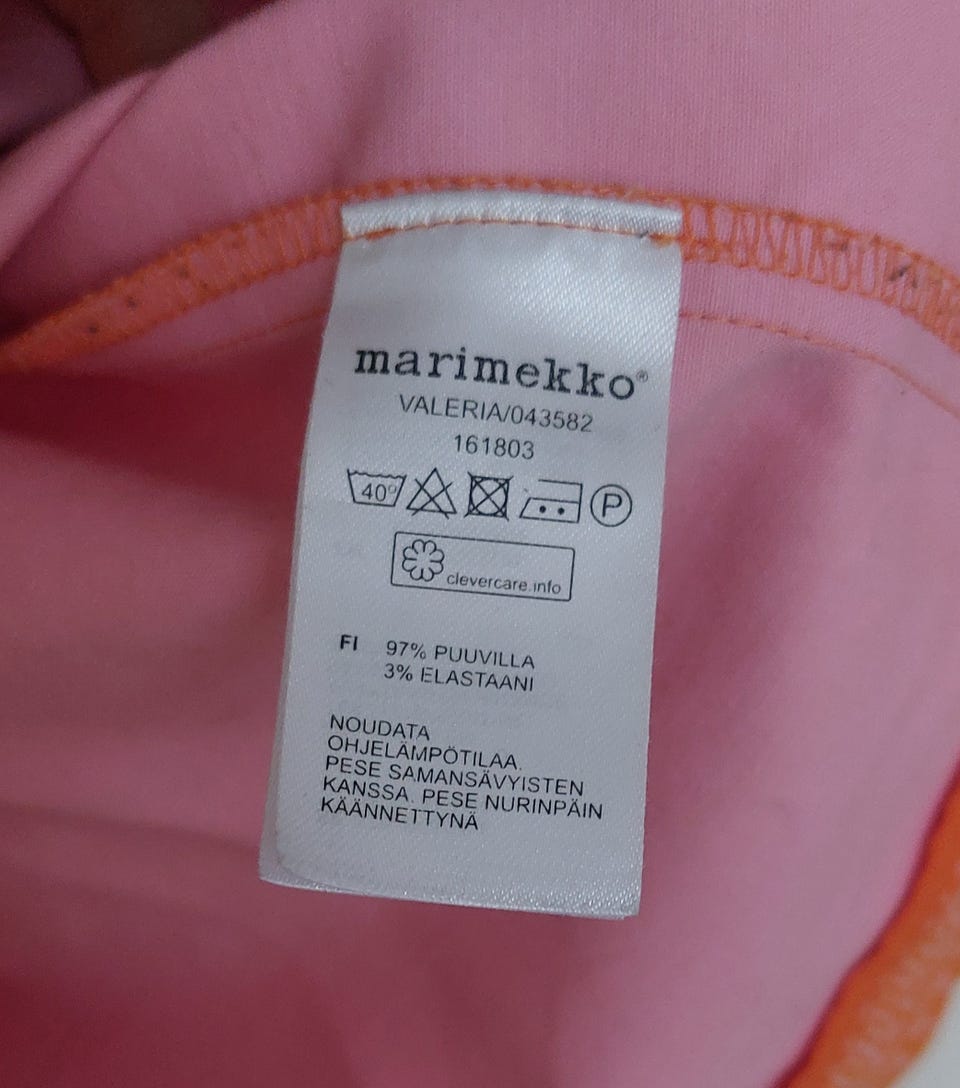 marimekko®
VALERIA/043582
161803
40° P
clevercare.info
FI 97% PUUVILLA
3% ELASTAANI
NOUDATA
OHJELÄMPÖTILAA.
PESE SAMANSÄVYISTEN
KANSSA. PESE NURINPÄIN
KÄÄNNETTYNÄ